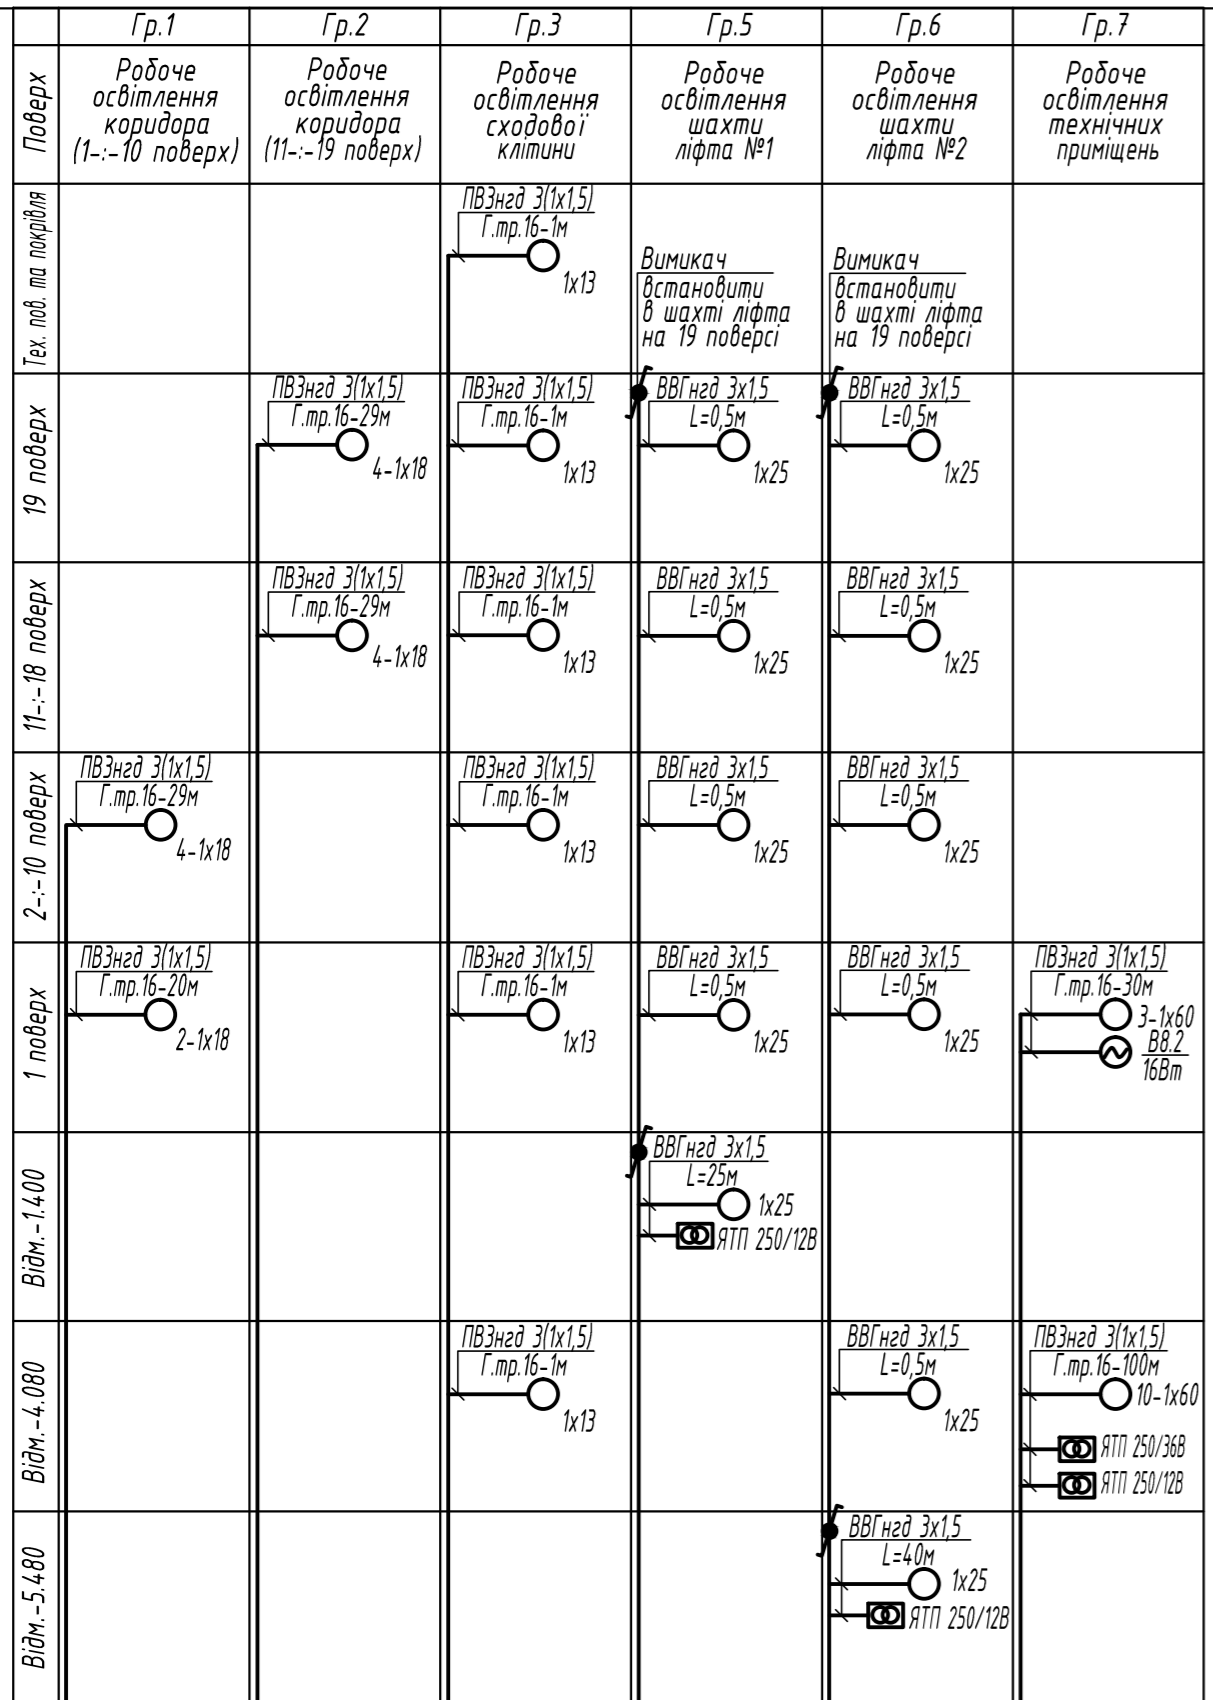 Гр.1
Гр.2
Гр.3
Гр.5
Гр.6
Гр.7
Поверх
Робоче
освітлення
коридора
(1-:-10 поверх)
Робоче
освітлення
коридора
(11-:-19 поверх)
Робоче
освітлення
сходової
клітини
Робоче
освітлення
шахти
ліфта №1
Робоче
освітлення
шахти
ліфта №2
Робоче
освітлення
технічних
приміщень
Тех. пов. та покрівля
ПВ3нгд 3(1х1,5)
Г.тр.16-1м
1х13
Вимикач
встановити
в шахті ліфта
на 19 поверсі
Вимикач
встановити
в шахті ліфта
на 19 поверсі
19 поверх
ПВ3нгд 3(1х1,5)
Г.тр.16-29м
4-1х18
ПВ3нгд 3(1х1,5)
Г.тр.16-1м
1х13
ВВГнгд 3х1,5
L=0,5м
1х25
ВВГнгд 3х1,5
L=0,5м
1х25
11-:-18 поверх
ПВ3нгд 3(1х1,5)
Г.тр.16-29м
4-1х18
ПВ3нгд 3(1х1,5)
Г.тр.16-1м
1х13
ВВГнгд 3х1,5
L=0,5м
1х25
ВВГнгд 3х1,5
L=0,5м
1х25
2-:-10 поверх
ПВ3нгд 3(1х1,5)
Г.тр.16-29м
4-1х18
ПВ3нгд 3(1х1,5)
Г.тр.16-1м
1х13
ВВГнгд 3х1,5
L=0,5м
1х25
ВВГнгд 3х1,5
L=0,5м
1х25
1 поверх
ПВ3нгд 3(1х1,5)
Г.тр.16-20м
2-1х18
ПВ3нгд 3(1х1,5)
Г.тр.16-1м
1х13
ВВГнгд 3х1,5
L=0,5м
1х25
ВВГнгд 3х1,5
L=0,5м
1х25
ПВ3нгд 3(1х1,5)
Г.тр.16-30м
3-1х60
В8.2
16Вт
Відм. -1.400
ВВГнгд 3х1,5
L=25м
1х25
ЯТП 250/12В
Відм.-4.080
ПВ3нгд 3(1х1,5)
Г.тр.16-1м
1х13
ВВГнгд 3х1,5
L=0,5м
1х25
ПВ3нгд 3(1х1,5)
Г.тр.16-100м
10-1х60
ЯТП 250/36В
ЯТП 250/12В
Відм.-5.480
ВВГнгд 3х1,5
L=40м
1х25
ЯТП 250/12В